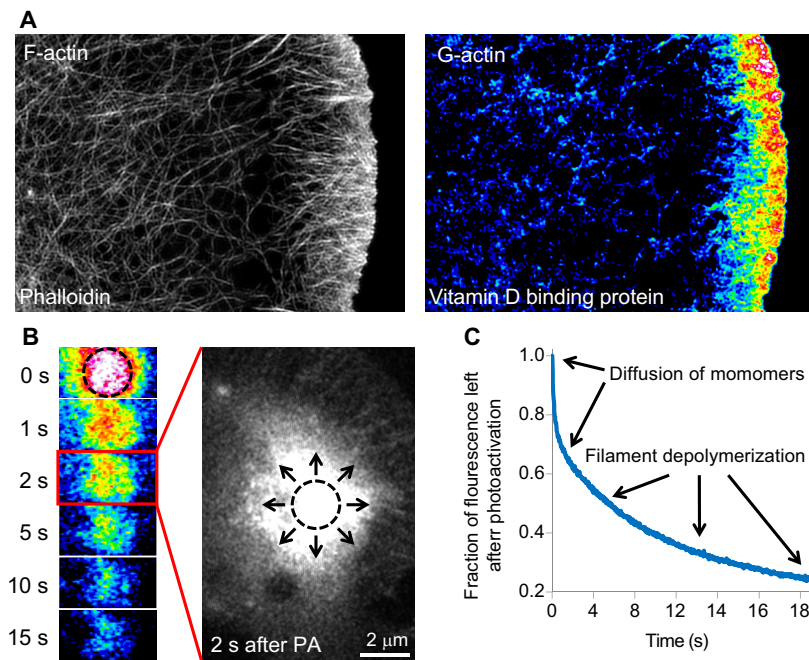 A
F-actin
Phalloidin
G-actin
Vitamin D binding protein
B
0 s
1 s
2 s
5 s
10 s
15 s
2 s after PA
2 µm
C
Fraction of flourescence left
afterr photoactivation
1.0
0.8
0.6
0.4
0.2
Diffusion of momomers
Filament depolymerization
0 4 8 12 16 18
Time (s)